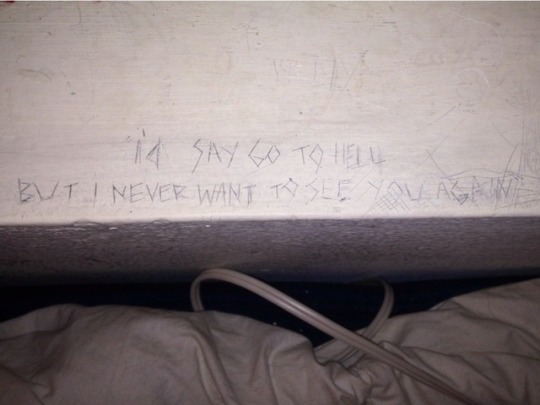 i'd SAY GO TO HELL
BUT I NEVER WANT TO SEE YOU AGAIN